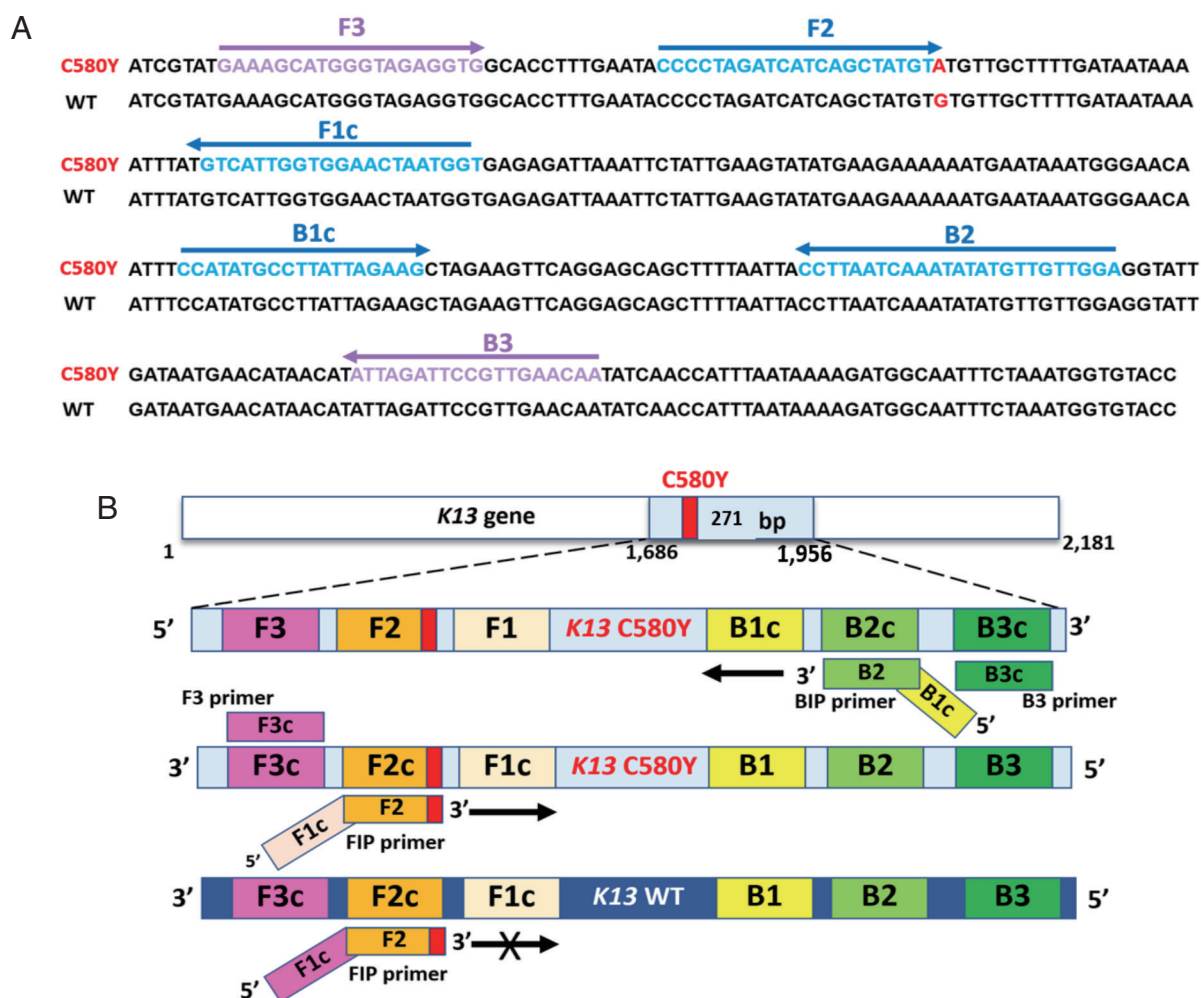 A
F3 F2
C580Y ATCGTATGAAAGCATGGGTAGAGGTGGCACCTTTGAATACCCCTAGATCATCAGCTATGTATGTTGCTTTTGATAATAAA
WT ATCGTATGAAAGCATGGGTAGAGGTGGCACCTTTGAATACCCCTAGATCATCAGCTATGTGTGTTGCTTTTGATAATAAA
F1c
C580Y ATTTATGTCATTGGTGGAACTAATGGTGAGAGATTAAATTCTATTGAAGTATATGAAGAAAAAATGAATAAATGGGAACA
WT ATTTATGTCATTGGTGGAACTAATGGTGAGAGATTAAATTCTATTGAAGTATATGAAGAAAAAATGAATAAATGGGAACA
B1c B2
C580Y ATTTCCATATGCCTTATTAGAAGCTAGAAGTTCAGGAGCAGCTTTTAATTACCTTAATCAAATATATGTTGTTGGAGGTATT
WT ATTTCCATATGCCTTATTAGAAGCTAGAAGTTCAGGAGCAGCTTTTAATTACCTTAATCAAATATATGTTGTTGGAGGTATT
B3
C580Y GATAATGAACATAACATATTAGATTCCGTTGAACAATATCAACCATTTAATAAAAGATGGCAATTTCTAAATGGTGTACC
WT GATAATGAACATAACATATTAGATTCCGTTGAACAATATCAACCATTTAATAAAAGATGGCAATTTCTAAATGGTGTACC
B
C580Y
K13 gene 271 bp
1 1,686 1,956 2,181
5’ F3 F2 F1 K13 C580Y B1c B2c B3c 3’
3’ B2 B3c
F3 primer BIP primer B1c B3 primer
F3c 5’
3’ F3c F2c F1c K13 C580Y B1 B2 B3 5’
F1c F2 3’
5’ FIP primer
3’ F3c F2c F1c K13 WT B1 B2 B3 5’
F1c F2 3’ X
5’ FIP primer